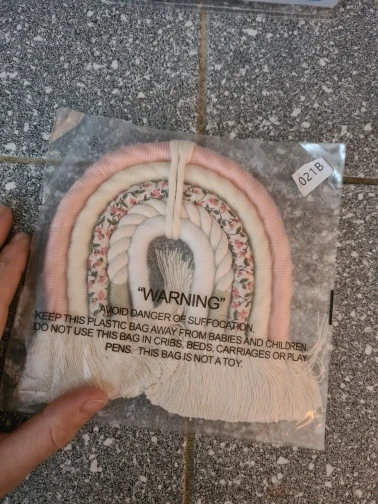 021B
"WARNING"
AVOID DANGER OF SUFFOCATION,
KEEP THIS PLASTIC BAG AWAY FROM BABIES AND CHILDREN.
DO NOT USE THIS BAG IN CRIBS, BEDS, CARRIAGES OR PLAY
PENS. THIS BAG IS NOT A TOY